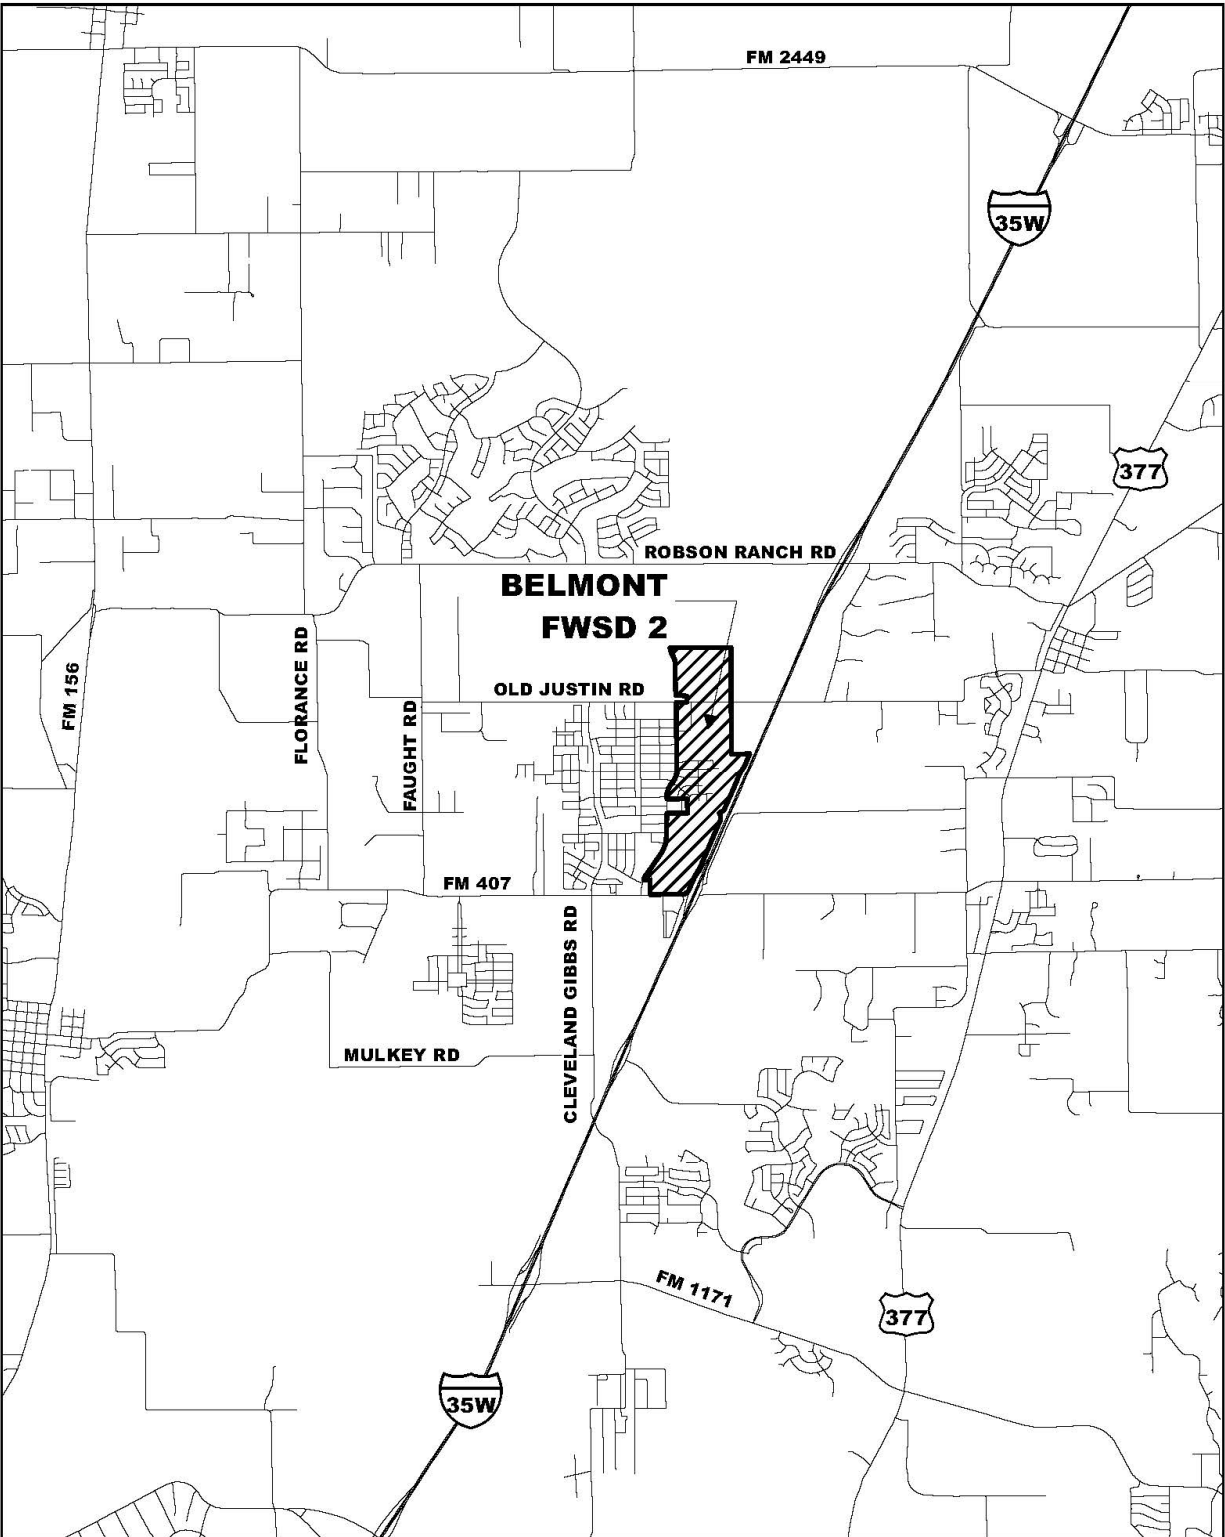 FM 2449
35W
377
ROBSON RANCH RD
BELMONT
FWSD 2
FM 156
FLORANCE RD
OLD JUSTIN RD
FAUGHT RD
FM 407
CLEVELAND GIBBS RD
MULKEY RD
FM 1171
377
35W